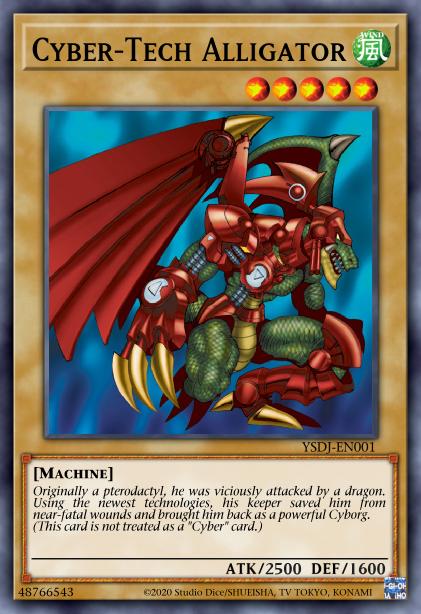 CYBER-TECH ALLIGATOR
WIND
風
YSDJ-EN001
[MACHINE]
Originally a pterodactyl, he was viciously attacked by a dragon.
Using the newest technologies, his keeper saved him from
near-fatal wounds and brought him back as a powerful Cyborg.
(This card is not treated as a "Cyber" card.)
ATK/2500 DEF/1600
48766543
©2020 Studio Dice/SHUEISHA, TV TOKYO, KONAMI